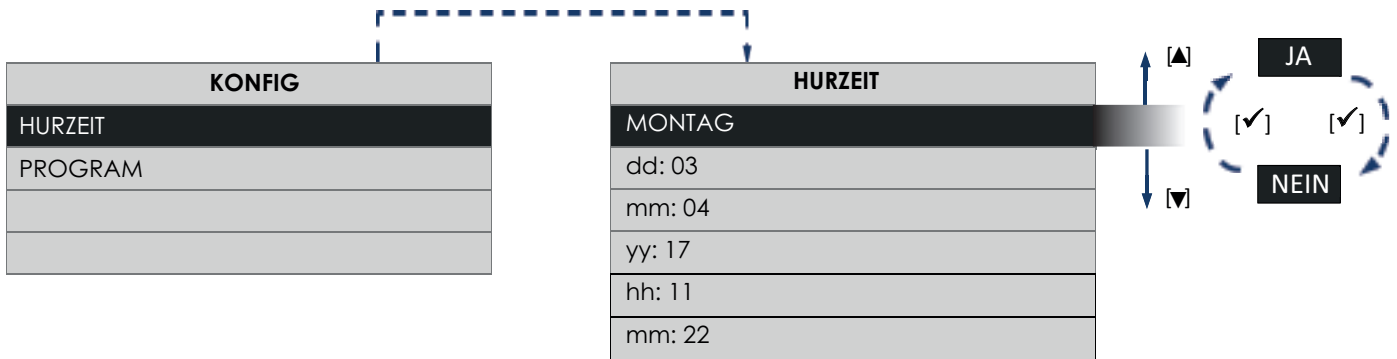 KONFIG
HURZEIT
PROGRAM
HURZEIT
MONTAG
dd: 03
mm: 04
yy: 17
hh: 11
mm: 22
[▲]
[▼]
JA
[✓] [✓]
NEIN